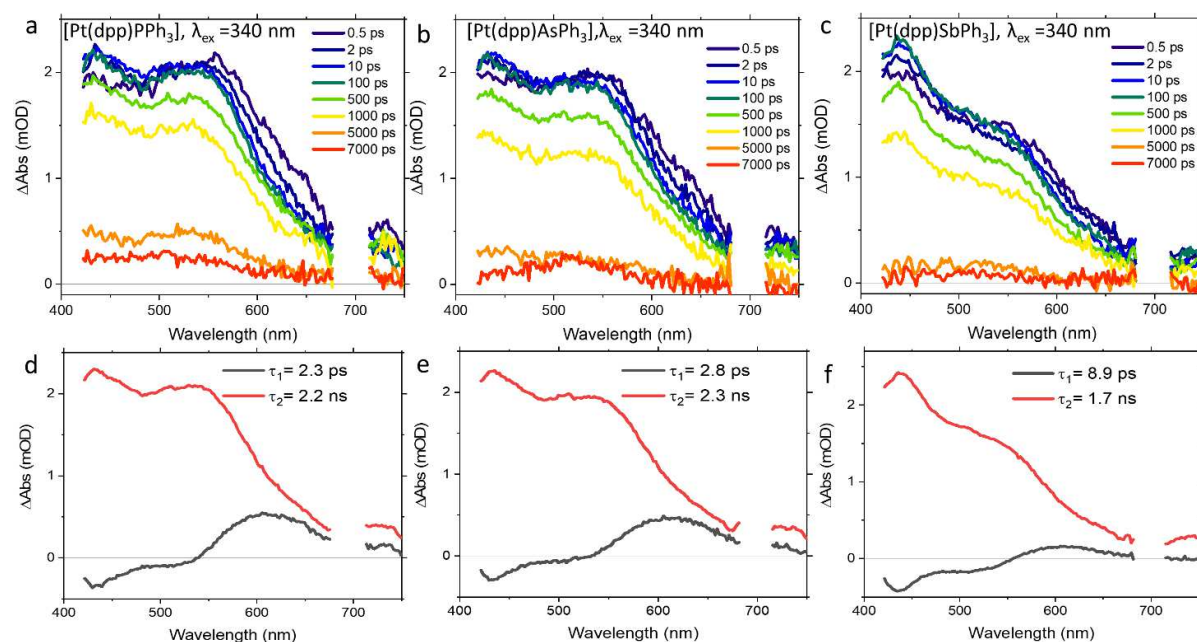 a [Pt(dpp)PPh₃], λex =340 nm
0.5 ps
2 ps
10 ps
100 ps
500 ps
1000 ps
5000 ps
7000 ps
ΔAbs (mOD)
2
1
0
400 500 600 700
Wavelength (nm)
b [Pt(dpp)AsPh₃],λex =340 nm
0.5 ps
2 ps
10 ps
100 ps
500 ps
1000 ps
5000 ps
7000 ps
ΔAbs (mOD)
2
1
0
400 500 600 700
Wavelength (nm)
c [Pt(dpp)SbPh₃], λex =340 nm
0.5 ps
2 ps
10 ps
100 ps
500 ps
1000 ps
5000 ps
7000 ps
ΔAbs (mOD)
2
1
0
400 500 600 700
Wavelength (nm)
d
τ₁= 2.3 ps
τ₂= 2.2 ns
ΔAbs (mOD)
2
1
0
400 500 600 700
Wavelength (nm)
e
τ₁= 2.8 ps
τ₂= 2.3 ns
ΔAbs (mOD)
2
1
0
400 500 600 700
Wavelength (nm)
f
τ₁= 8.9 ps
τ₂= 1.7 ns
ΔAbs (mOD)
2
1
0
400 500 600 700
Wavelength (nm)